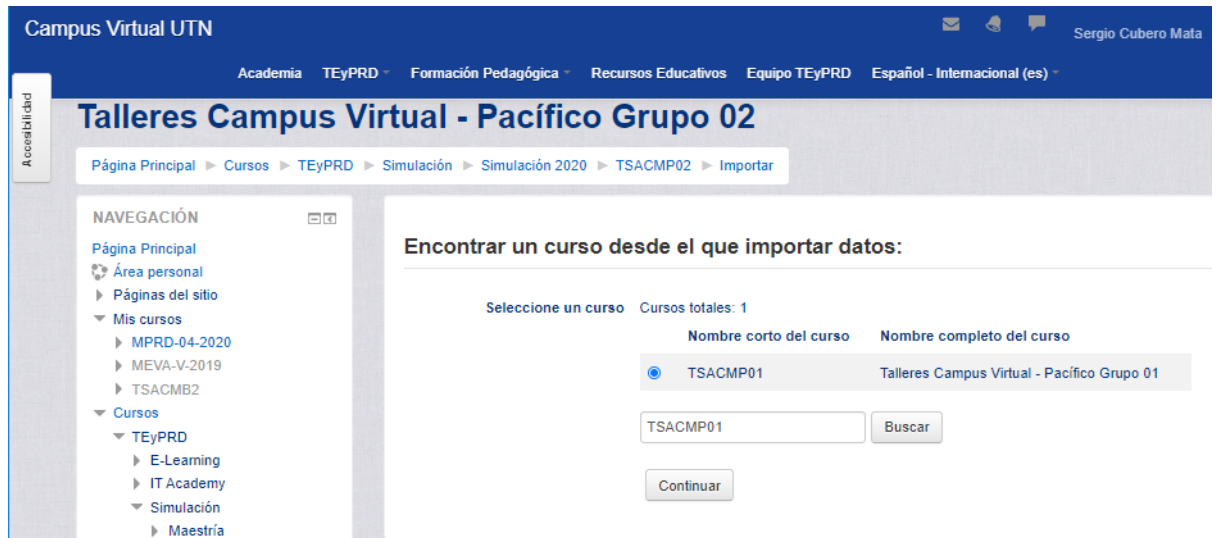 Campus Virtual UTN
Sergio Cubero Mata
Academia TEyPRD Formación Pedagógica Recursos Educativos Equipo TEyPRD Español - Internacional (es)
Accesibilidad
Talleres Campus Virtual - Pacífico Grupo 02
Página Principal Cursos TEyPRD Simulación Simulación 2020 TSACMP02 Importar
NAVEGACIÓN
Página Principal
Área personal
Páginas del sitio
Mis cursos
MPRD-04-2020
MEVA-V-2019
TSACMB2
Cursos
TEyPRD
E-Learning
IT Academy
Simulación
Maestría
Encontrar un curso desde el que importar datos:
Seleccione un curso Cursos totales: 1
Nombre corto del curso Nombre completo del curso
TSACMP01 Talleres Campus Virtual - Pacífico Grupo 01
TSACMP01 Buscar
Continuar